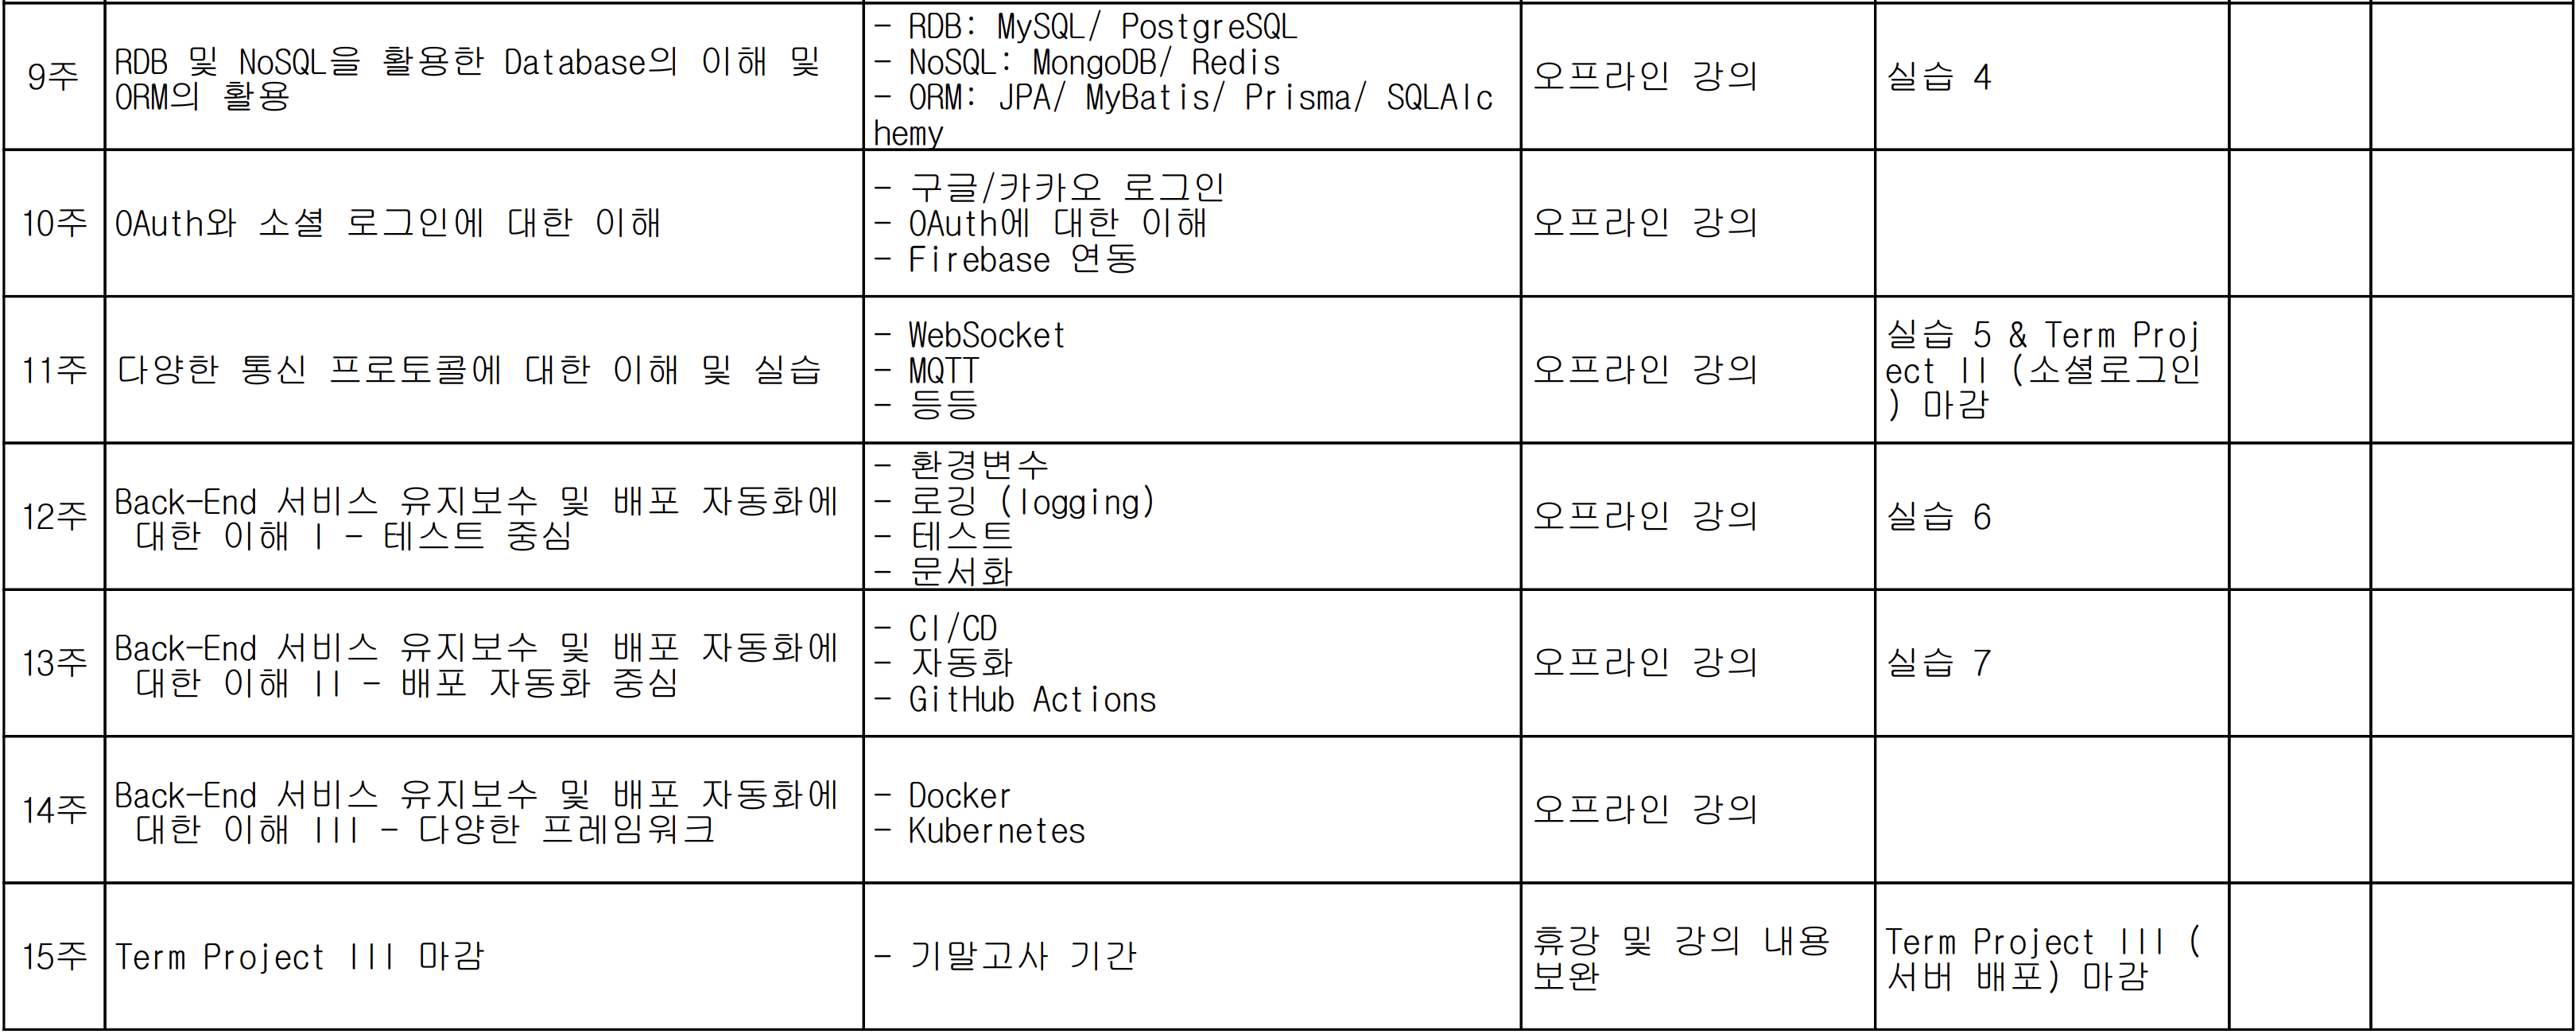 9주
RDB 및 NoSQL을 활용한 Database의 이해 및
ORM의 활용
- RDB: MySQL/ PostgreSQL
- NoSQL: MongoDB/ Redis
- ORM: JPA/ MyBatis/ Prisma/ SQLAlc
hemy
오프라인 강의
실습 4
10주
OAuth와 소셜 로그인에 대한 이해
- 구글/카카오 로그인
- OAuth에 대한 이해
- Firebase 연동
오프라인 강의
11주
다양한 통신 프로토콜에 대한 이해 및 실습
- WebSocket
- MQTT
- 등등
오프라인 강의
실습 5 & Term Proj
ect II (소셜로그인
) 마감
12주
Back-End 서비스 유지보수 및 배포 자동화에
대한 이해 I - 테스트 중심
- 환경변수
- 로깅 (logging)
- 테스트
- 문서화
오프라인 강의
실습 6
13주
Back-End 서비스 유지보수 및 배포 자동화에
대한 이해 II - 배포 자동화 중심
- CI/CD
- 자동화
- GitHub Actions
오프라인 강의
실습 7
14주
Back-End 서비스 유지보수 및 배포 자동화에
대한 이해 III - 다양한 프레임워크
- Docker
- Kubernetes
오프라인 강의
15주
Term Project III 마감
- 기말고사 기간
휴강 및 강의 내용
보완
Term Project III (
서버 배포) 마감